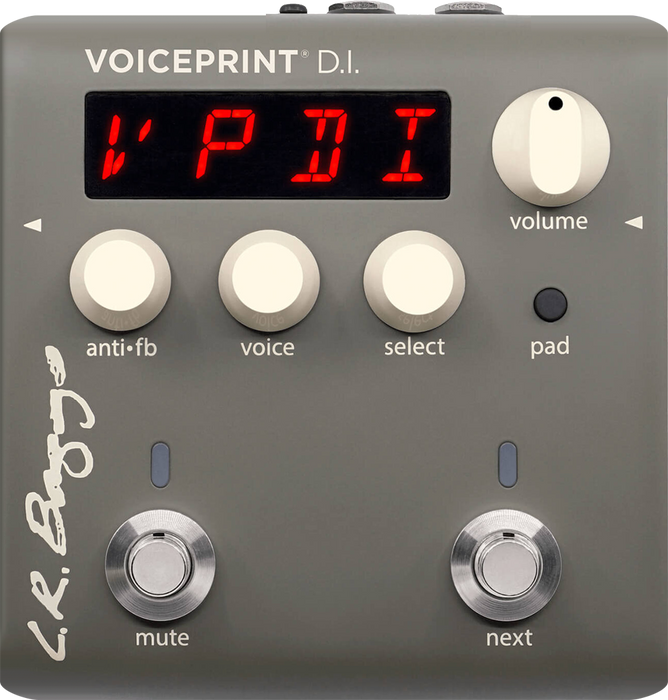 VOICEPRINT® D.I.
VPDI
volume
anti•fb
voice
select
pad
L.R. Baggs
mute
next